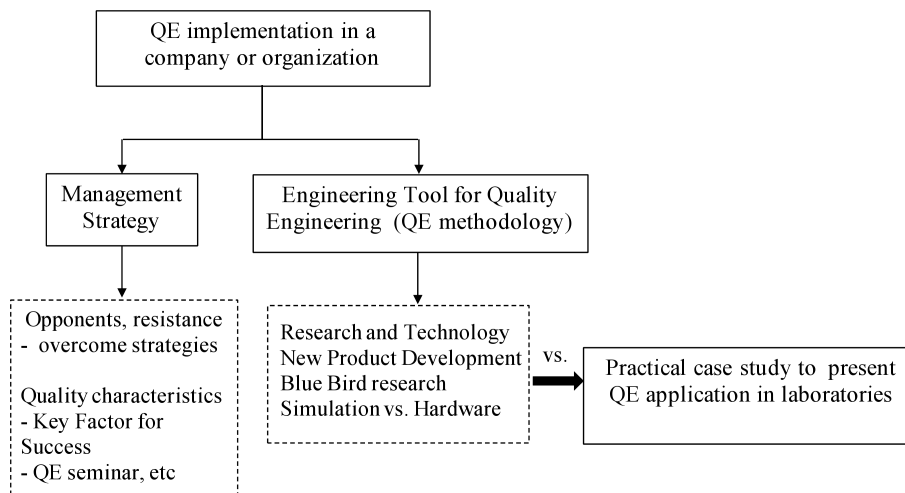 QE implementation in a
company or organization
Management
Strategy
Engineering Tool for Quality
Engineering (QE methodology)
Opponents, resistance
- overcome strategies
Quality characteristics
- Key Factor for
Success
- QE seminar, etc
Research and Technology
New Product Development
Blue Bird research
Simulation vs. Hardware
vs.
Practical case study to present
QE application in laboratories